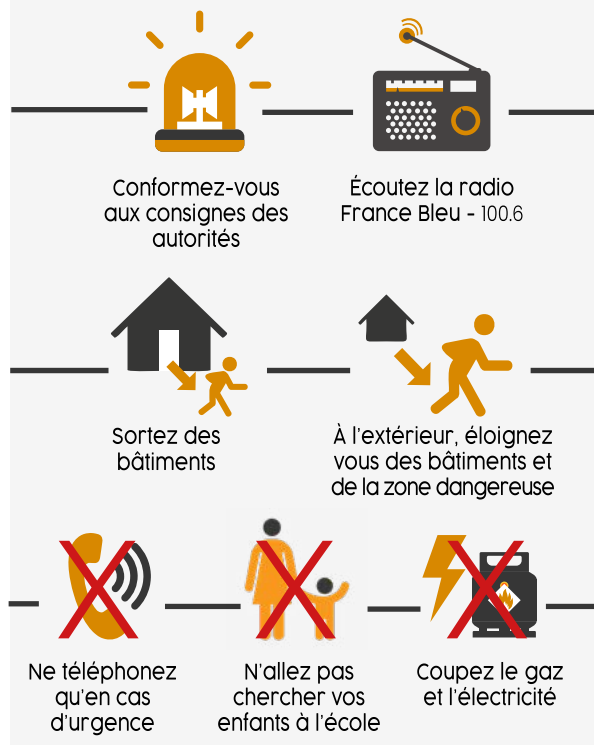 Conformez-vous
aux consignes des
autorités
Écoutez la radio
France Bleu - 100.6
Sortez des
bâtiments
À l'extérieur, éloignez
vous des bâtiments et
de la zone dangereuse
Ne téléphonez
qu'en cas
d'urgence
N'allez pas
chercher vos
enfants à l'école
Coupez le gaz
et l'électricité